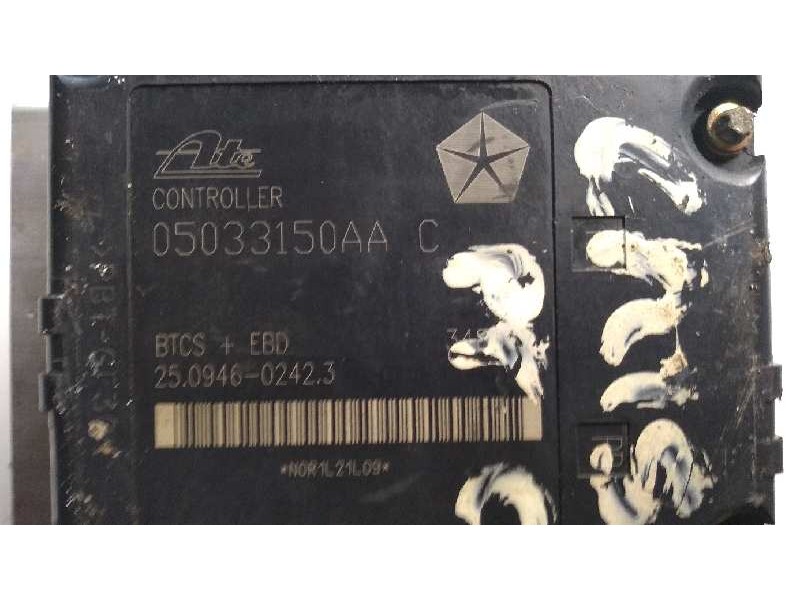 Ate
CONTROLLER
05033150AA C
BTCS + EBD
25.0946-0242.3
*N0R1L21L09*